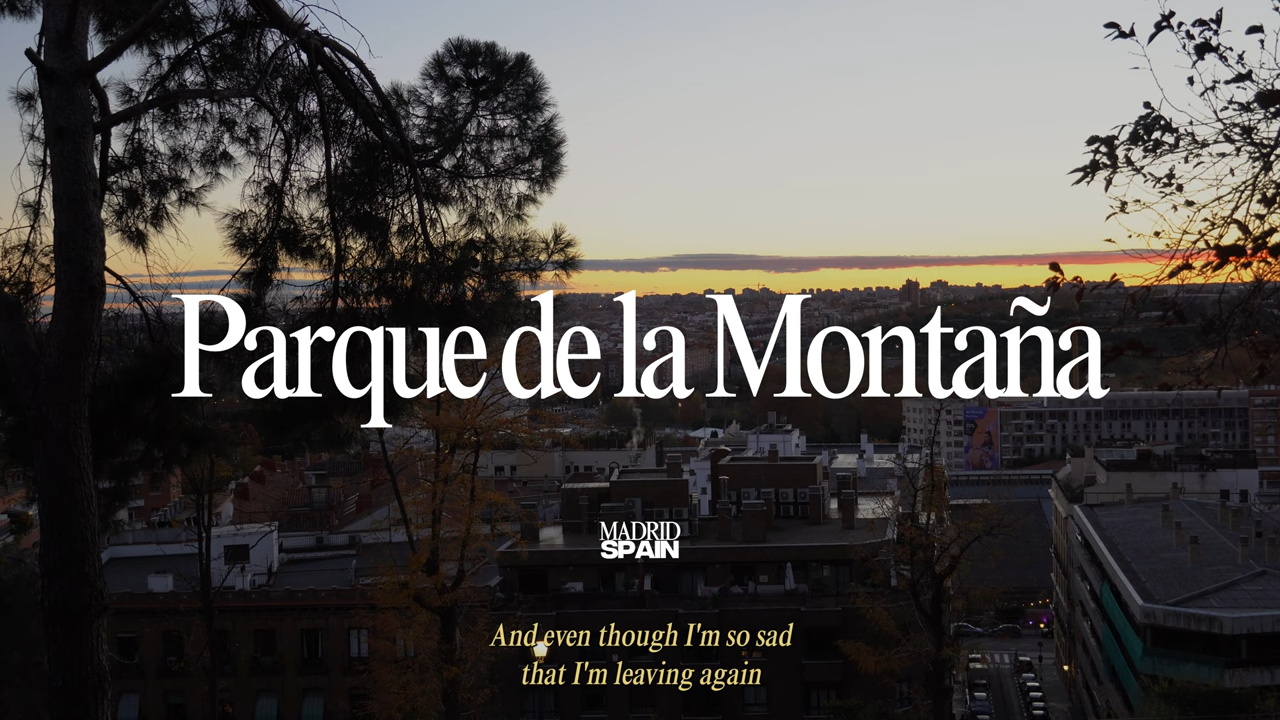 Parque de la Montaña
MADRID
SPAIN
And even though I'm so sad
that I'm leaving again